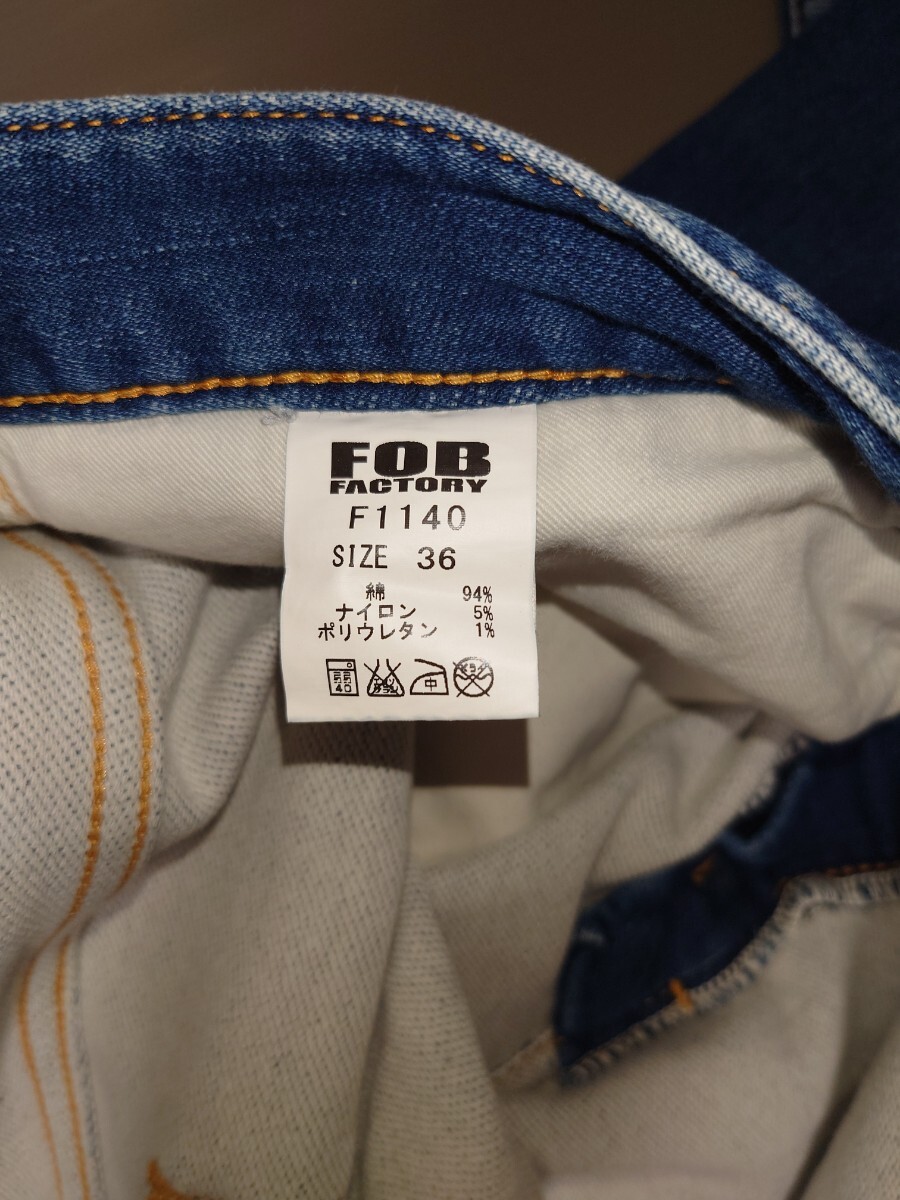 FOB
FACTORY
F1140
SIZE 36
綿 94%
ナイロン 5%
ポリウレタン 1%
弱 40
中